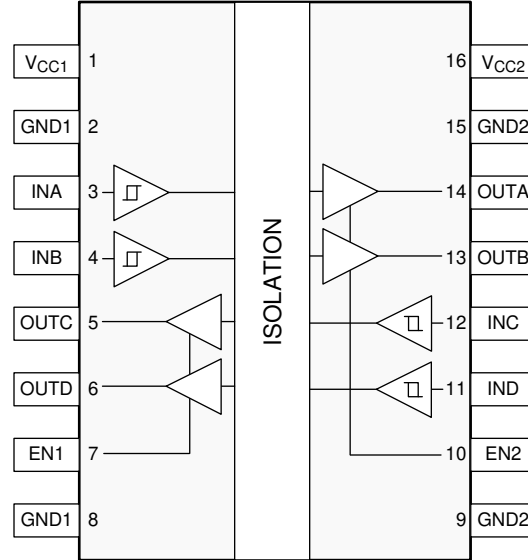 VCC1 1 16 VCC2
GND1 2 15 GND2
INA 3 14 OUTA
INB 4 13 OUTB
ISOLATION
OUTC 5 12 INC
OUTD 6 11 IND
EN1 7 10 EN2
GND1 8 9 GND2